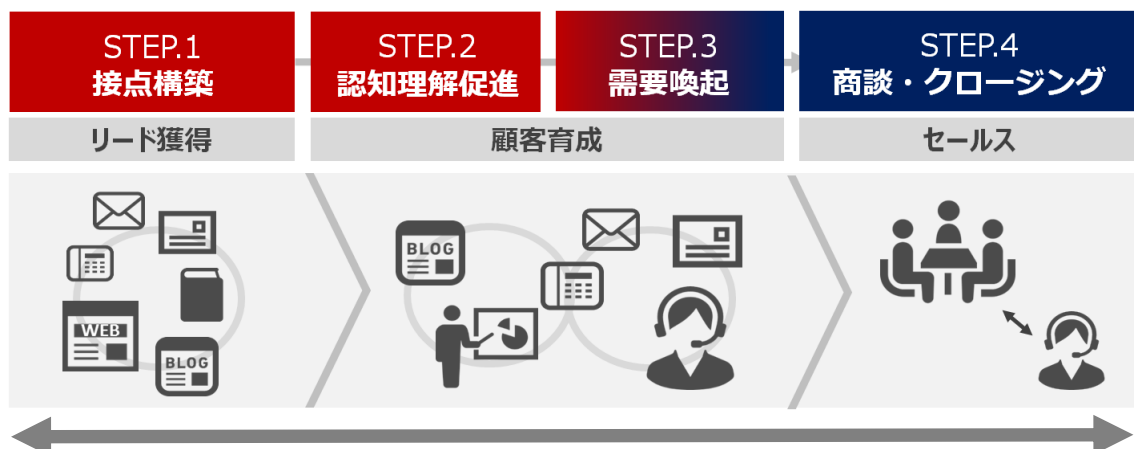 STEP.1
接点構築
STEP.2
認知理解促進
STEP.3
需要喚起
STEP.4
商談・クロージング
リード獲得
顧客育成
セールス
WEB
BLOG
BLOG